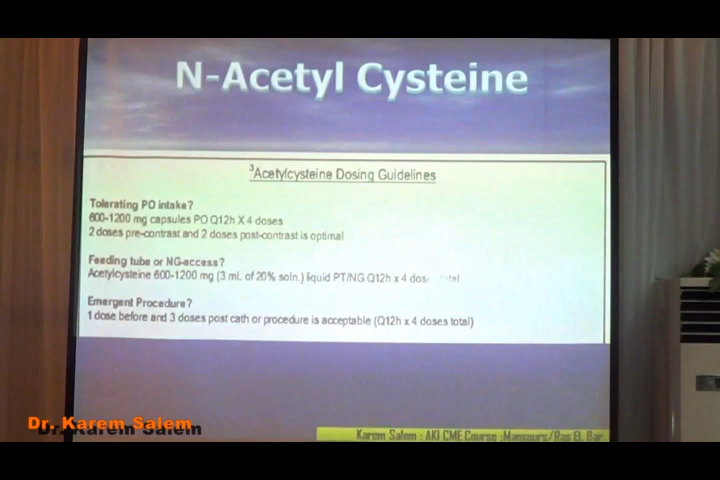 N-Acetyl Cysteine
3Acetylcysteine Dosing Guidelines
Tolerating PO intake?
600-1200 mg capsules PO Q12h X 4 doses
2 doses pre-contrast and 2 doses post-contrast is optimal
Feeding tube or NG-access?
Acetylcysteine 600-1200 mg (3 mL of 20% soln.) liquid PT/NG Q12h x 4 total
Emergent Procedure?
1 dose before and 3 doses post cath or procedure is acceptable (Q12h x 4 doses total)
Dr. Karem Salem
Karem Salem : AKI CME Course